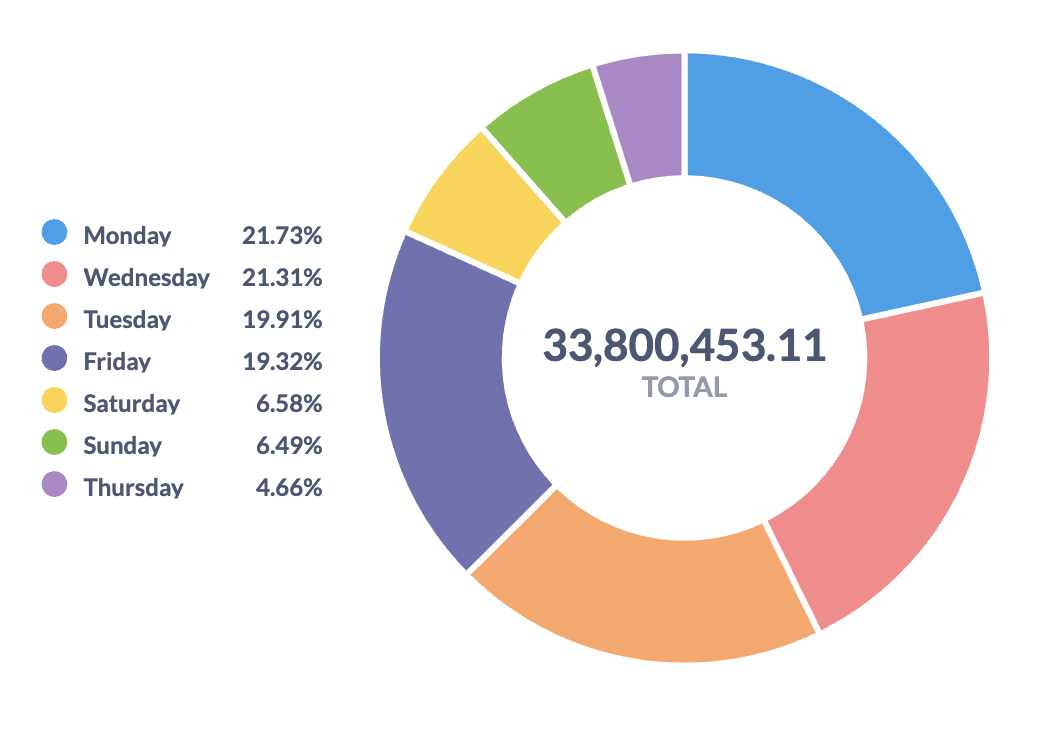 Monday 21.73%
Wednesday 21.31%
Tuesday 19.91%
Friday 19.32%
Saturday 6.58%
Sunday 6.49%
Thursday 4.66%
33,800,453.11
TOTAL